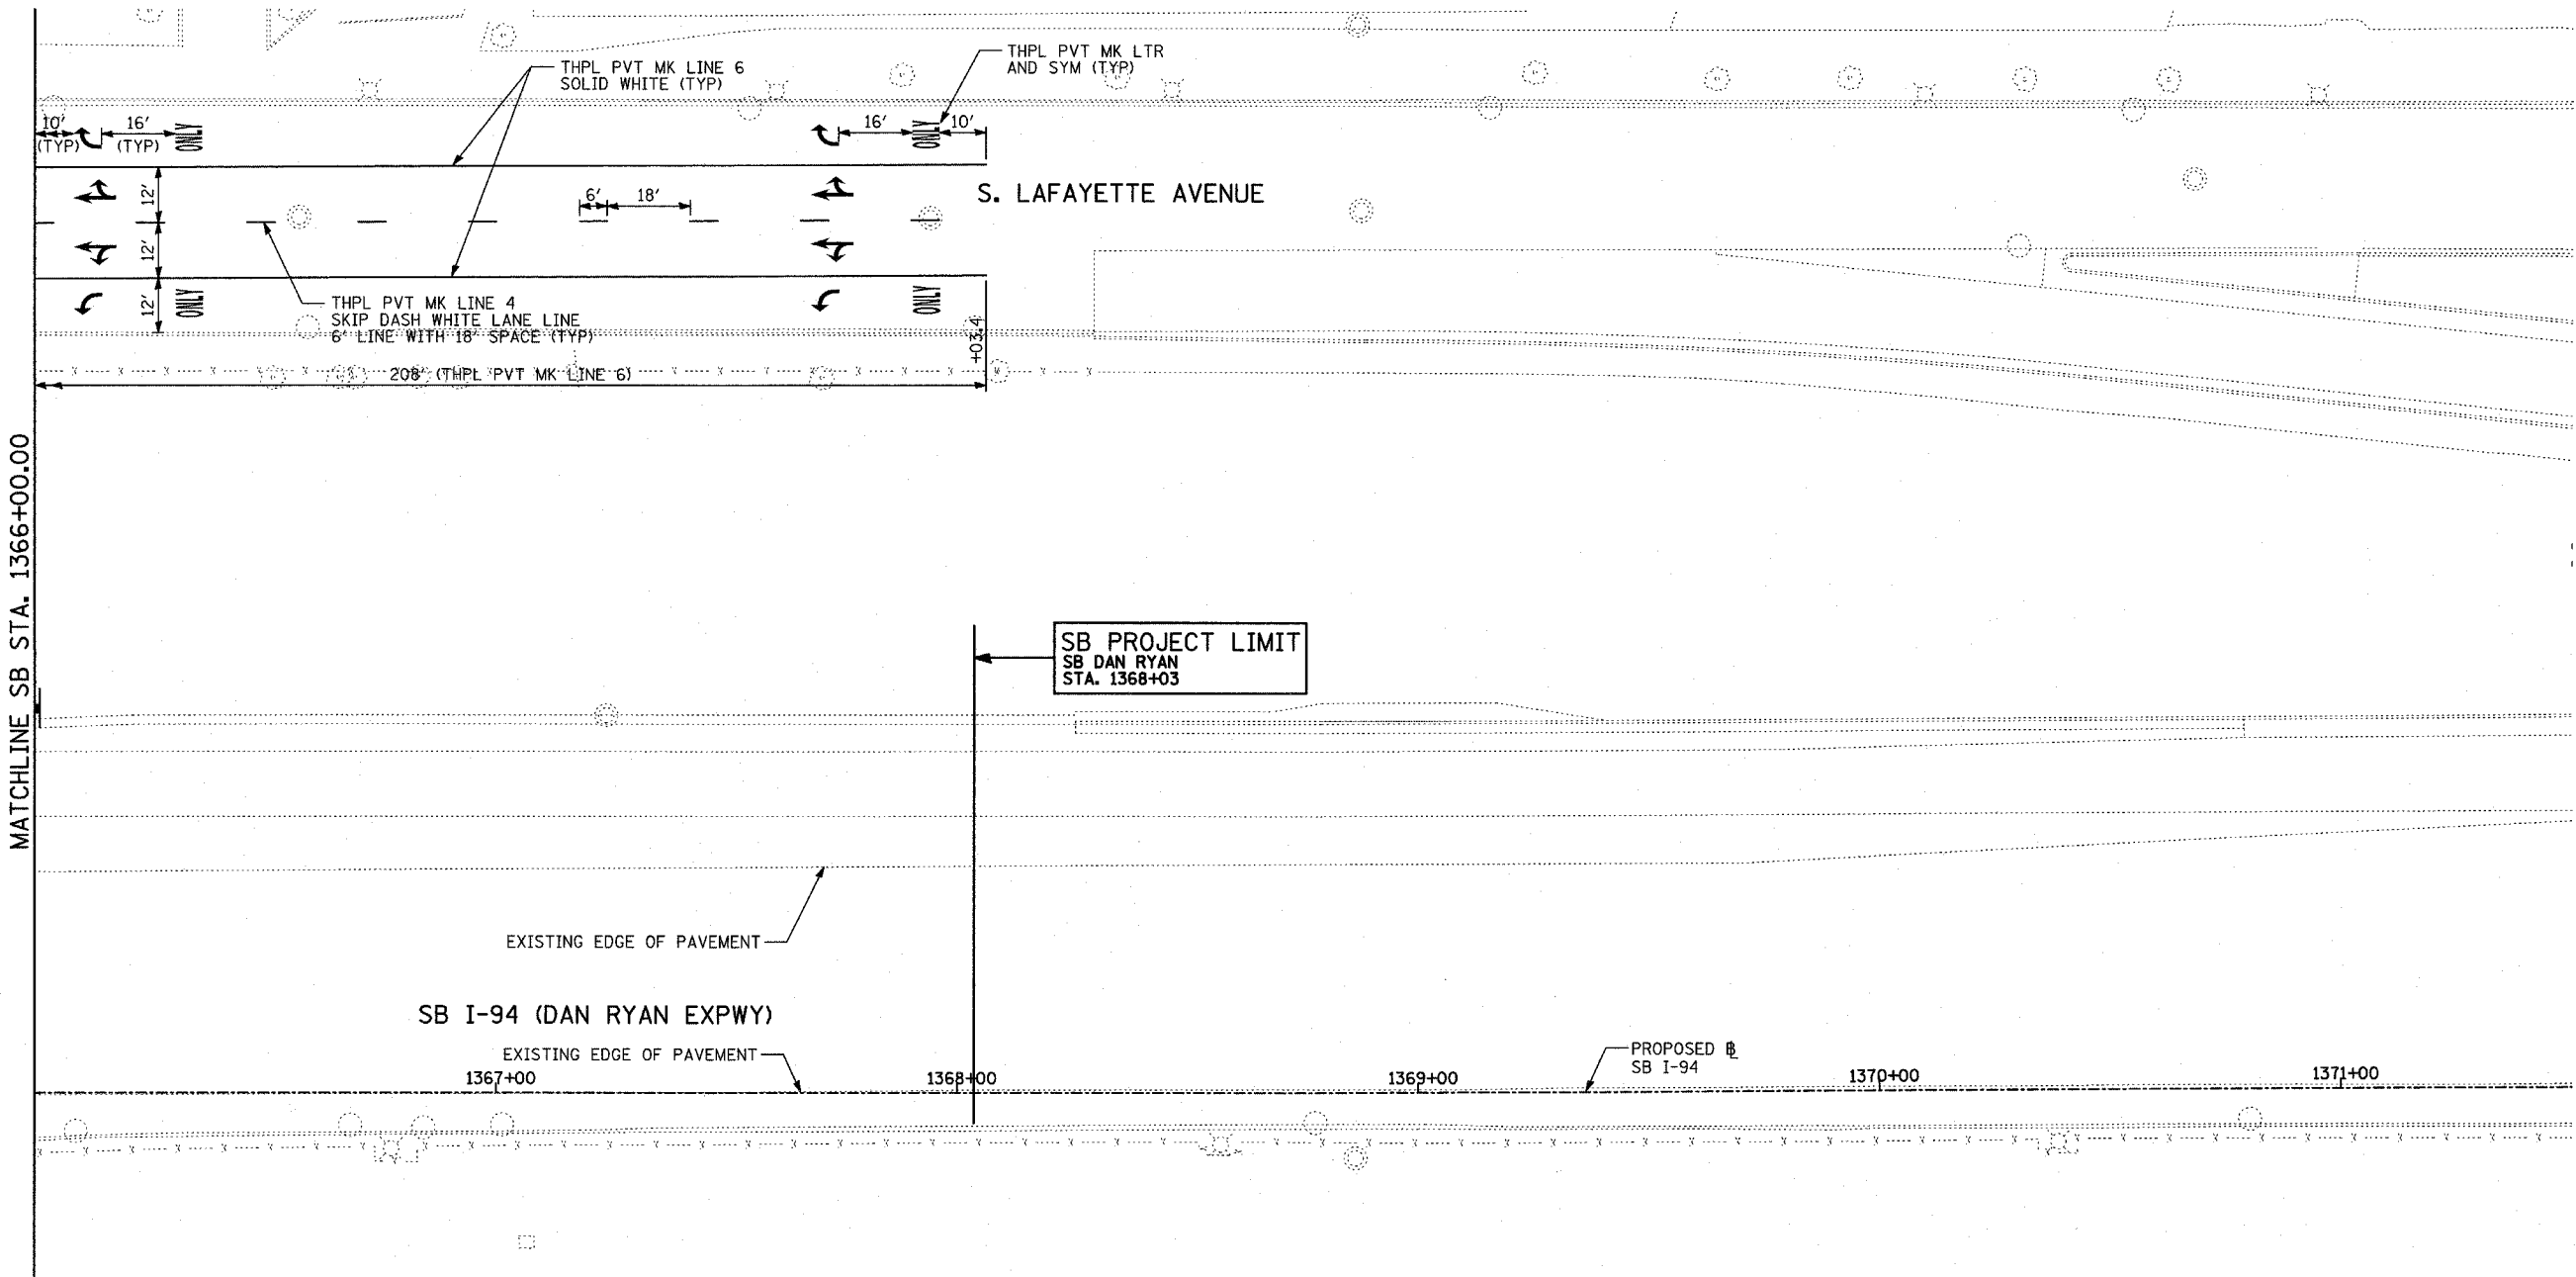 THPL PVT MK LINE 6
SOLID WHITE (TYP)
THPL PVT MK LTR
AND SYM (TYP)
10'
(TYP)
16'
(TYP)
ONLY
16'
ONLY
10'
12'
6'
18'
S. LAFAYETTE AVENUE
12'
12'
ONLY
ONLY
THPL PVT MK LINE 4
SKIP DASH WHITE LANE LINE
6' LINE WITH 18' SPACE (TYP)
+03.4
208' (THPL PVT MK LINE 6)
MATCHLINE SB STA. 1366+00.00
SB PROJECT LIMIT
SB DAN RYAN
STA. 1368+03
EXISTING EDGE OF PAVEMENT
SB I-94 (DAN RYAN EXPWY)
EXISTING EDGE OF PAVEMENT
PROPOSED ℄
SB I-94
1367+00
1368+00
1369+00
1370+00
1371+00